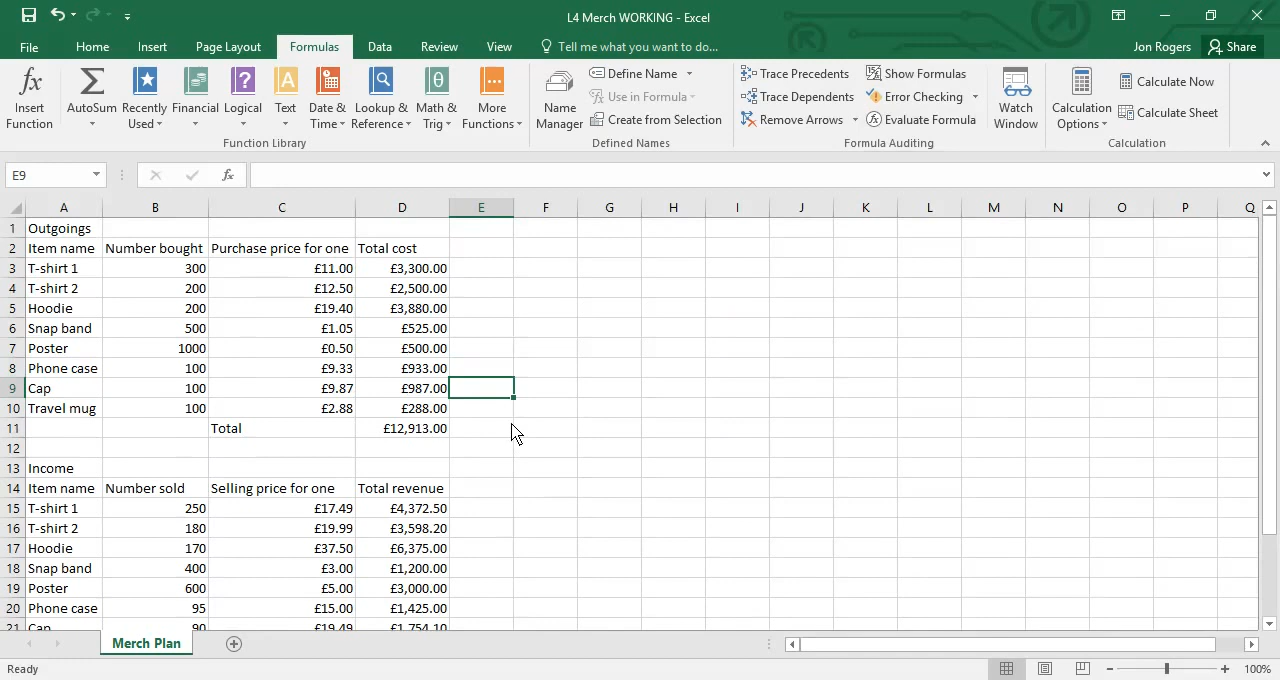 L4 Merch WORKING - Excel
File Home Insert Page Layout Formulas Data Review View Tell me what you want to do... Jon Rogers Share
Insert Function
AutoSum
Recently Used
Financial
Logical
Text
Date & Time
Lookup & Reference
Math & Trig
More Functions
Function Library
Name Manager
Define Name
Use in Formula
Create from Selection
Defined Names
Trace Precedents
Trace Dependents
Remove Arrows
Show Formulas
Error Checking
Evaluate Formula
Formula Auditing
Watch Window
Calculation Options
Calculate Now
Calculate Sheet
Calculation
E9 fx
A B C D E F G H I J K L M N O P Q
1 Outgoings
2 Item name Number bought Purchase price for one Total cost
3 T-shirt 1 300 £11.00 £3,300.00
4 T-shirt 2 200 £12.50 £2,500.00
5 Hoodie 200 £19.40 £3,880.00
6 Snap band 500 £1.05 £525.00
7 Poster 1000 £0.50 £500.00
8 Phone case 100 £9.33 £933.00
9 Cap 100 £9.87 £987.00
10 Travel mug 100 £2.88 £288.00
11 Total £12,913.00
12
13 Income
14 Item name Number sold Selling price for one Total revenue
15 T-shirt 1 250 £17.49 £4,372.50
16 T-shirt 2 180 £19.99 £3,598.20
17 Hoodie 170 £37.50 £6,375.00
18 Snap band 400 £3.00 £1,200.00
19 Poster 600 £5.00 £3,000.00
20 Phone case 95 £15.00 £1,425.00
21 Cap 90 £19.49 £1,754.10
Merch Plan
Ready 100%